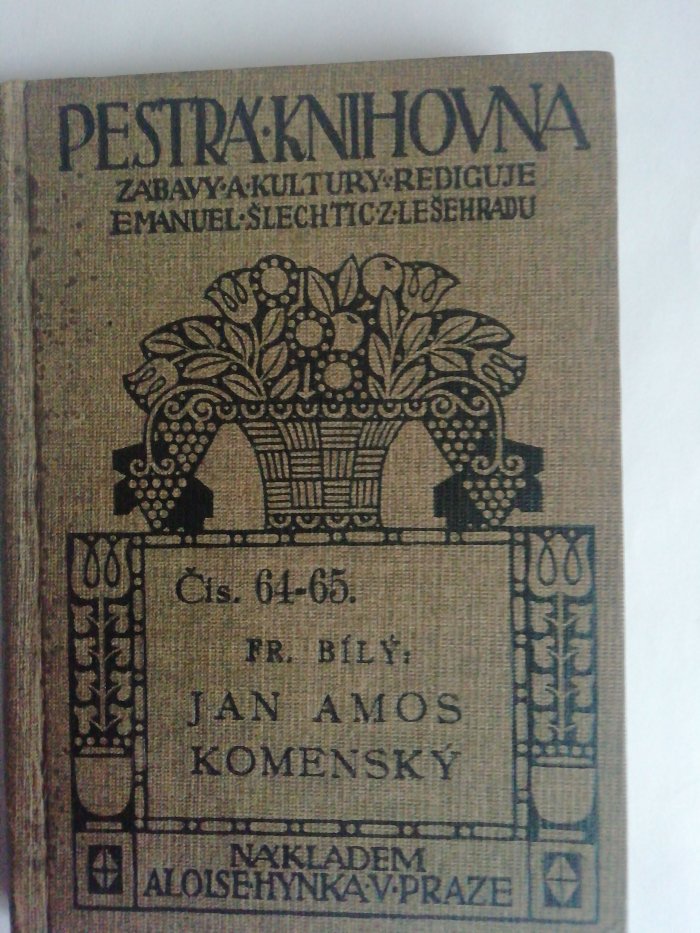 PESTRÁ·KNIHOVNA
ZÁBAVY·A·KULTURY·REDIGUJE
EMANUEL·ŠLECHTIC·Z·LEŠEHRADU
Čís. 64-65.
FR. BÍLÝ:
JAN AMOS
KOMENSKÝ
NÁKLADEM
ALOISE·HYNKA·V·PRAZE